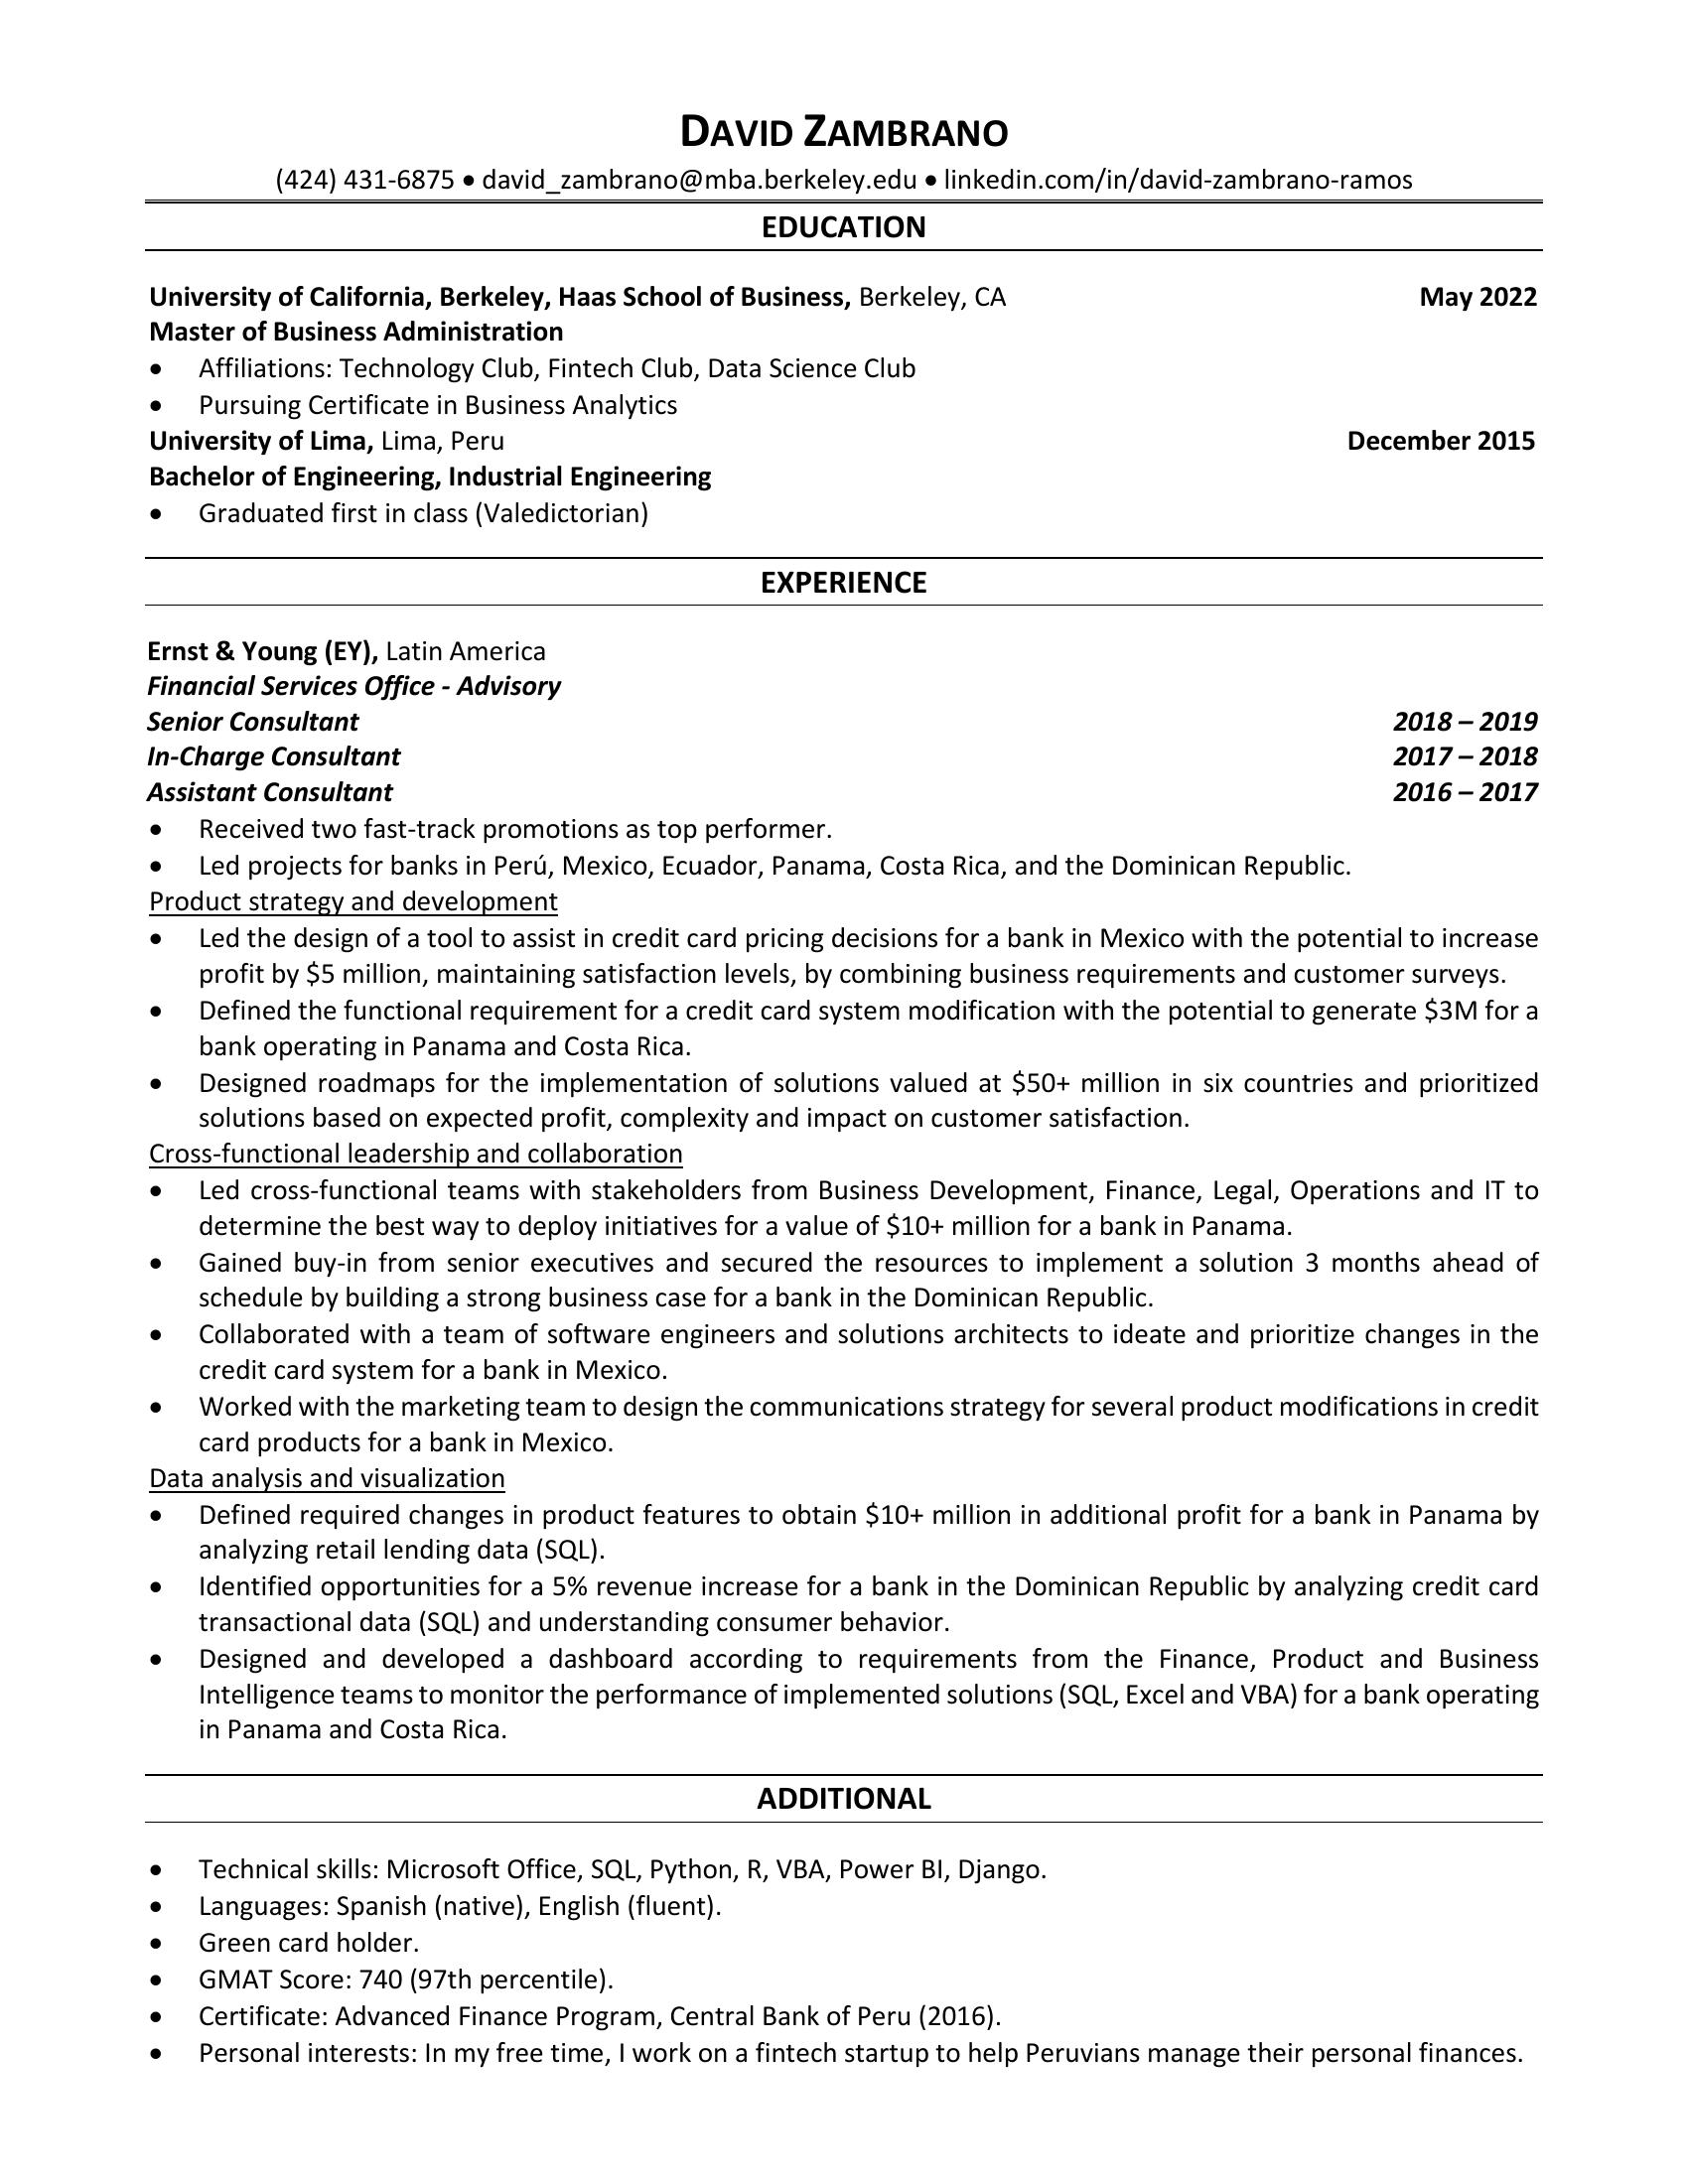 DAVID ZAMBRANO
(424) 431-6875 • david_zambrano@mba.berkeley.edu • linkedin.com/in/david-zambrano-ramos
EDUCATION
University of California, Berkeley, Haas School of Business, Berkeley, CA May 2022
Master of Business Administration
• Affiliations: Technology Club, Fintech Club, Data Science Club
• Pursuing Certificate in Business Analytics
University of Lima, Lima, Peru December 2015
Bachelor of Engineering, Industrial Engineering
• Graduated first in class (Valedictorian)
EXPERIENCE
Ernst & Young (EY), Latin America
Financial Services Office - Advisory
Senior Consultant 2018 – 2019
In-Charge Consultant 2017 – 2018
Assistant Consultant 2016 – 2017
• Received two fast-track promotions as top performer.
• Led projects for banks in Perú, Mexico, Ecuador, Panama, Costa Rica, and the Dominican Republic.
Product strategy and development
• Led the design of a tool to assist in credit card pricing decisions for a bank in Mexico with the potential to increase
profit by $5 million, maintaining satisfaction levels, by combining business requirements and customer surveys.
• Defined the functional requirement for a credit card system modification with the potential to generate $3M for a
bank operating in Panama and Costa Rica.
• Designed roadmaps for the implementation of solutions valued at $50+ million in six countries and prioritized
solutions based on expected profit, complexity and impact on customer satisfaction.
Cross-functional leadership and collaboration
• Led cross-functional teams with stakeholders from Business Development, Finance, Legal, Operations and IT to
determine the best way to deploy initiatives for a value of $10+ million for a bank in Panama.
• Gained buy-in from senior executives and secured the resources to implement a solution 3 months ahead of
schedule by building a strong business case for a bank in the Dominican Republic.
• Collaborated with a team of software engineers and solutions architects to ideate and prioritize changes in the
credit card system for a bank in Mexico.
• Worked with the marketing team to design the communications strategy for several product modifications in credit
card products for a bank in Mexico.
Data analysis and visualization
• Defined required changes in product features to obtain $10+ million in additional profit for a bank in Panama by
analyzing retail lending data (SQL).
• Identified opportunities for a 5% revenue increase for a bank in the Dominican Republic by analyzing credit card
transactional data (SQL) and understanding consumer behavior.
• Designed and developed a dashboard according to requirements from the Finance, Product and Business
Intelligence teams to monitor the performance of implemented solutions (SQL, Excel and VBA) for a bank operating
in Panama and Costa Rica.
ADDITIONAL
• Technical skills: Microsoft Office, SQL, Python, R, VBA, Power BI, Django.
• Languages: Spanish (native), English (fluent).
• Green card holder.
• GMAT Score: 740 (97th percentile).
• Certificate: Advanced Finance Program, Central Bank of Peru (2016).
• Personal interests: In my free time, I work on a fintech startup to help Peruvians manage their personal finances.